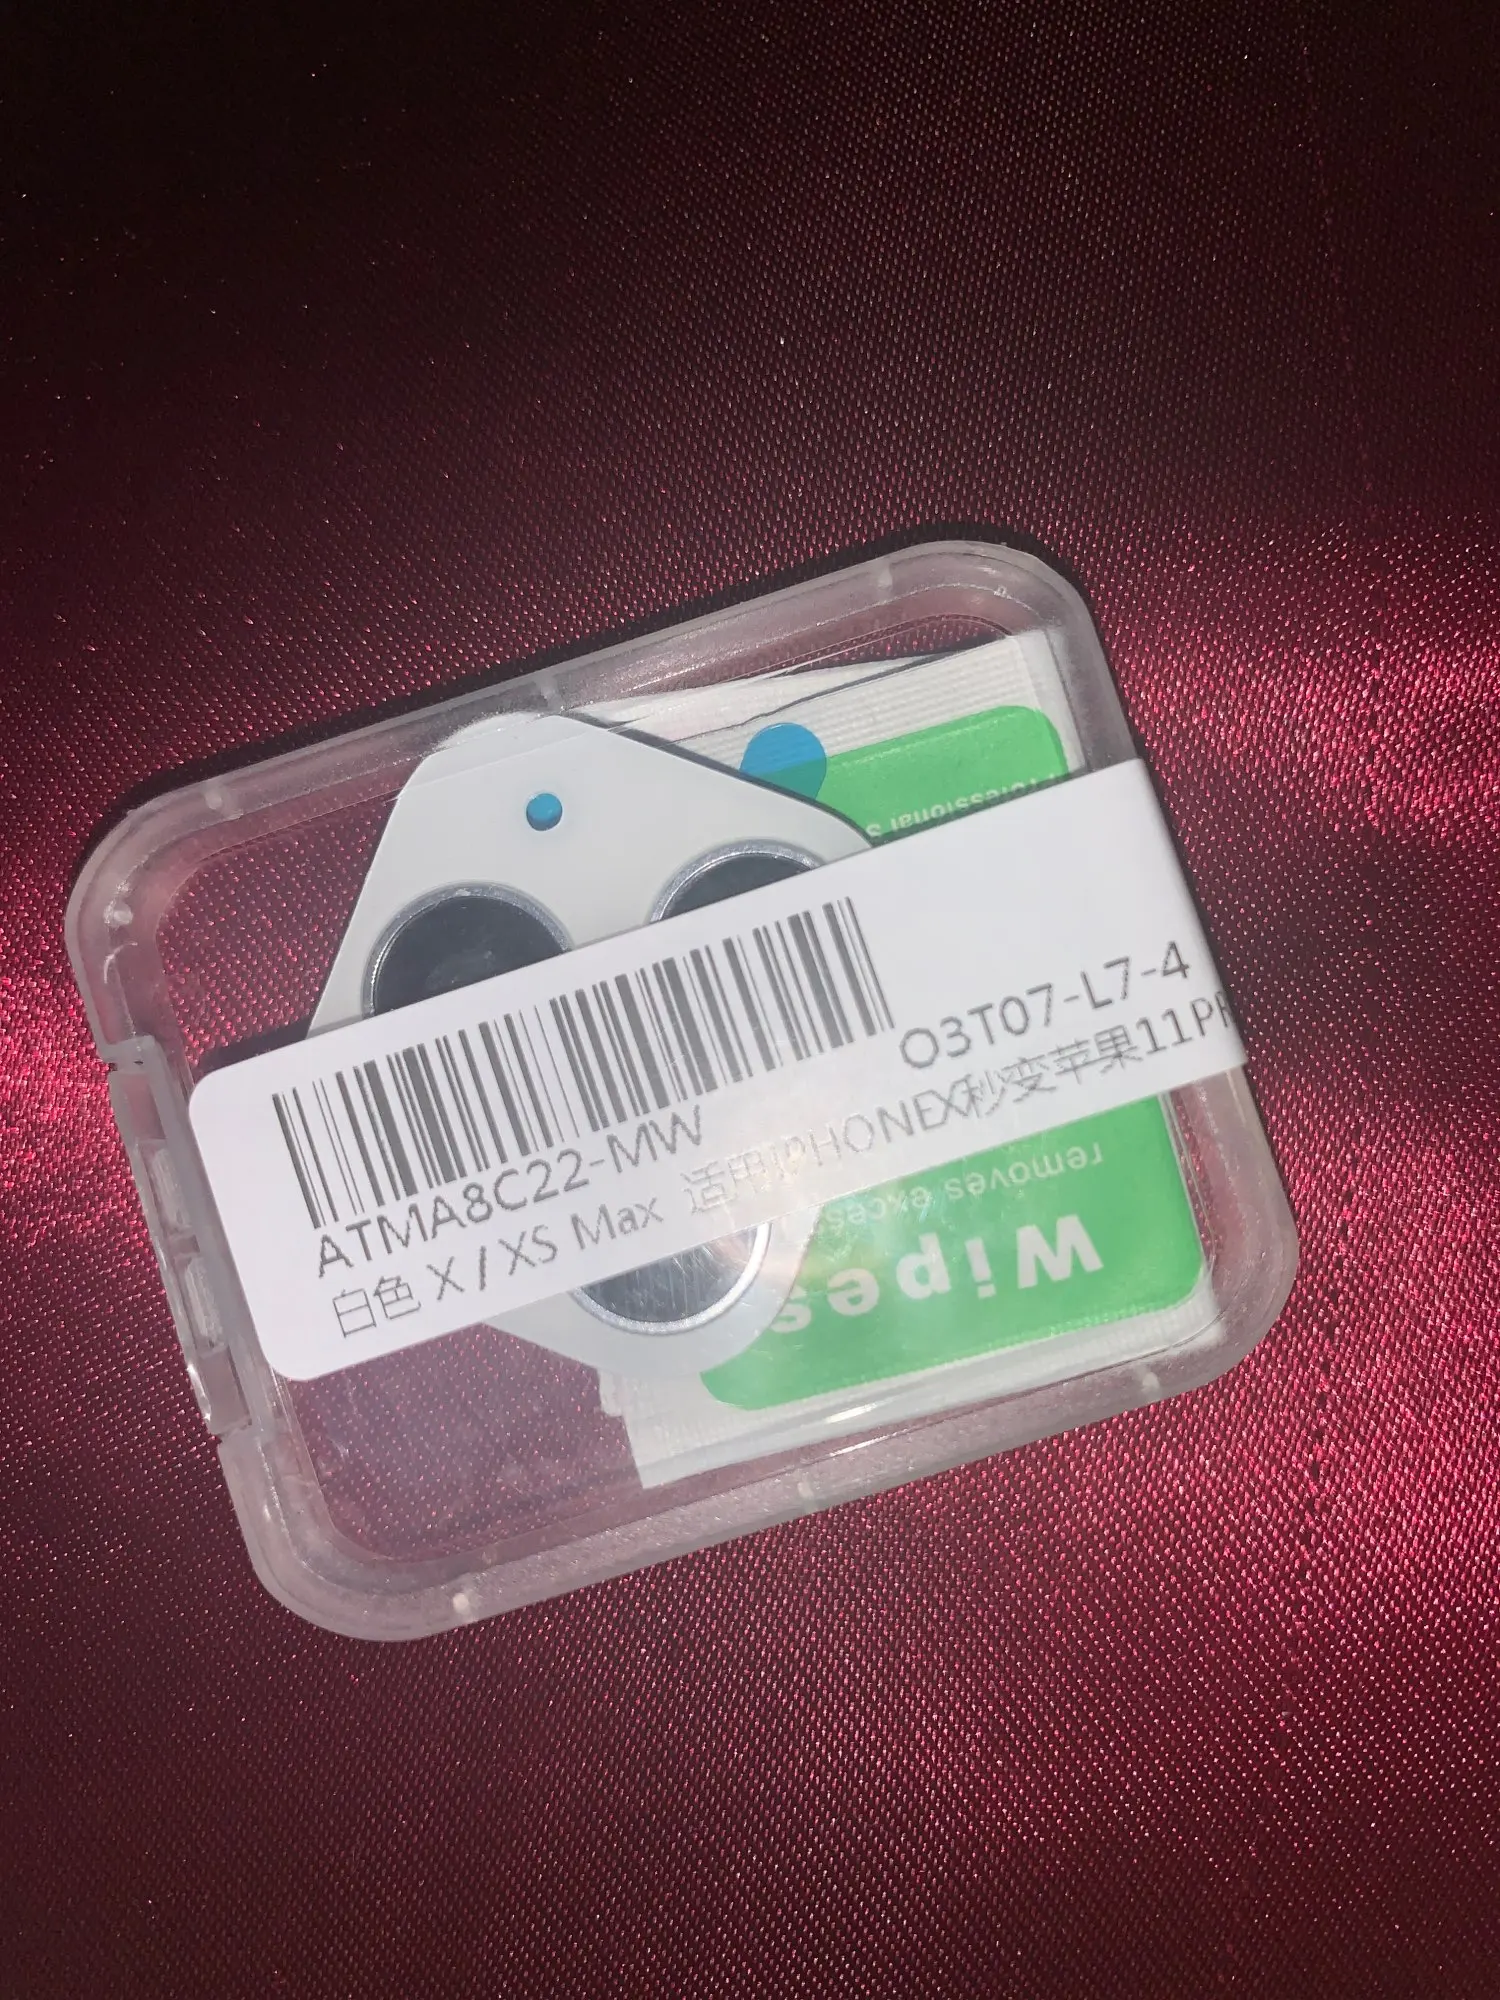 O3T07-L7-4
ATMA8C22-MW
白色 X / XS Max 适用iPHONEX秒变苹果11PR
Professional S
removes exces
Wipes